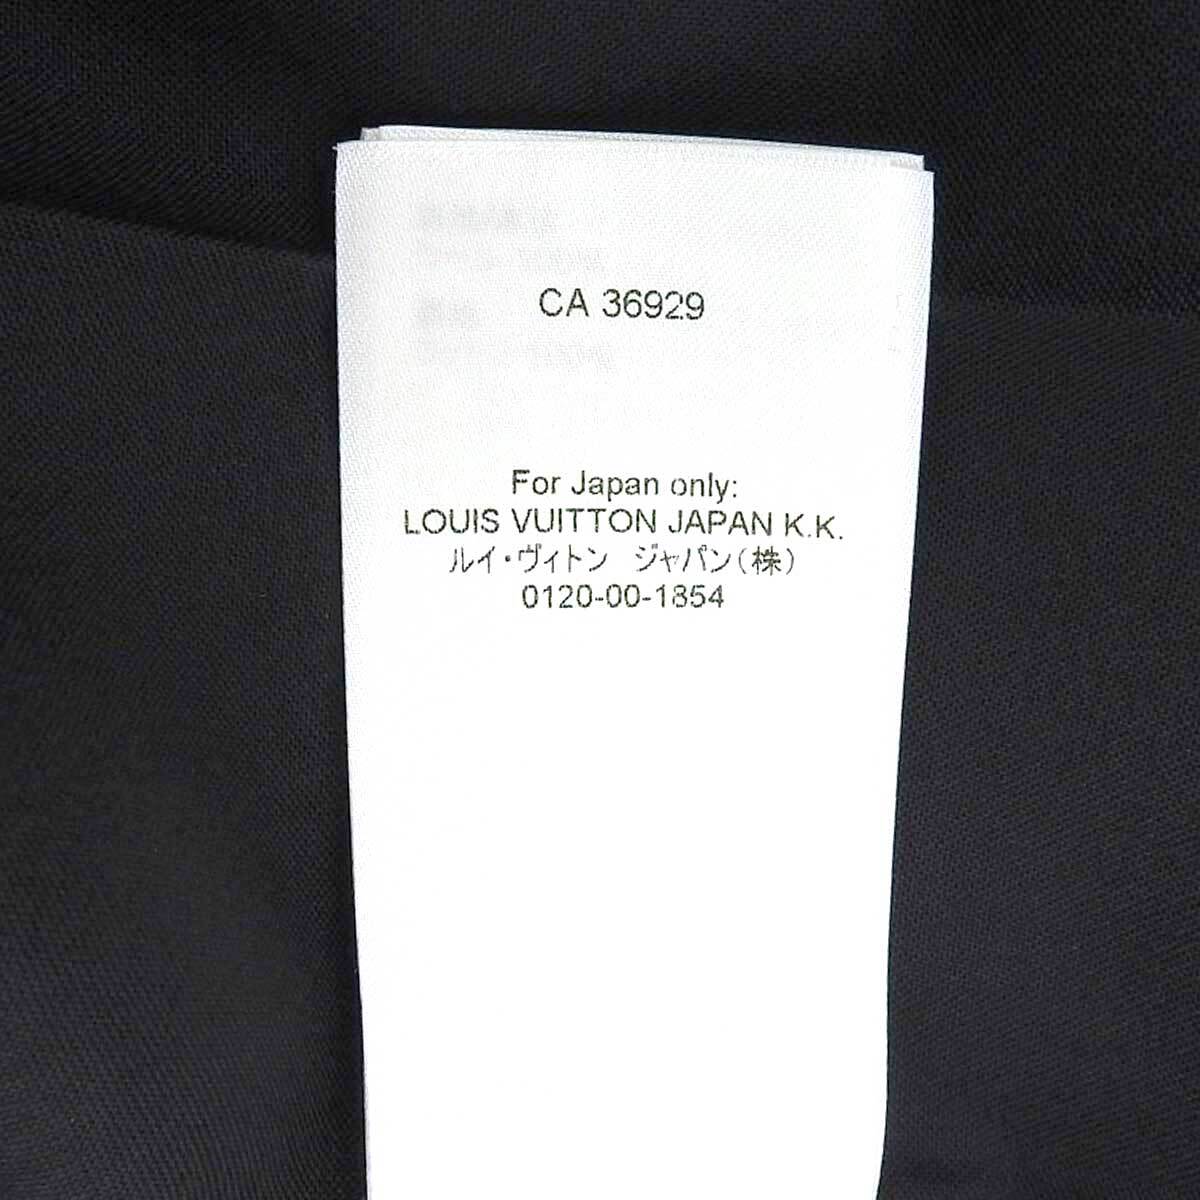 CA 36929
For Japan only:
LOUIS VUITTON JAPAN K.K.
ルイ・ヴィトン　ジャパン(株)
0120-00-1854